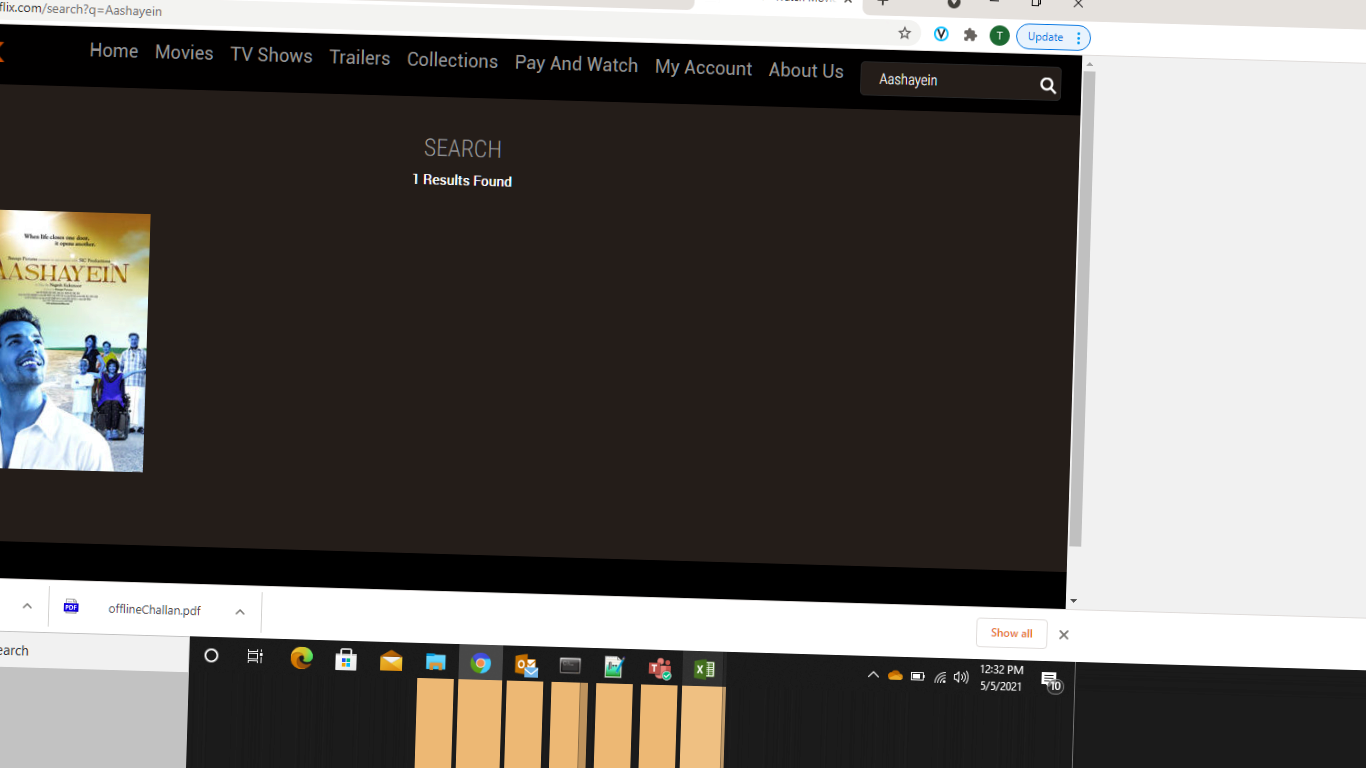 flix.com/search?q=Aashayein
Update
Home Movies TV Shows Trailers Collections Pay And Watch My Account About Us
Aashayein
SEARCH
1 Results Found
When life closes one door,
it opens another.
AASHAYEIN
PDF
offlineChallan.pdf
Show all
earch
12:32 PM
5/5/2021
10